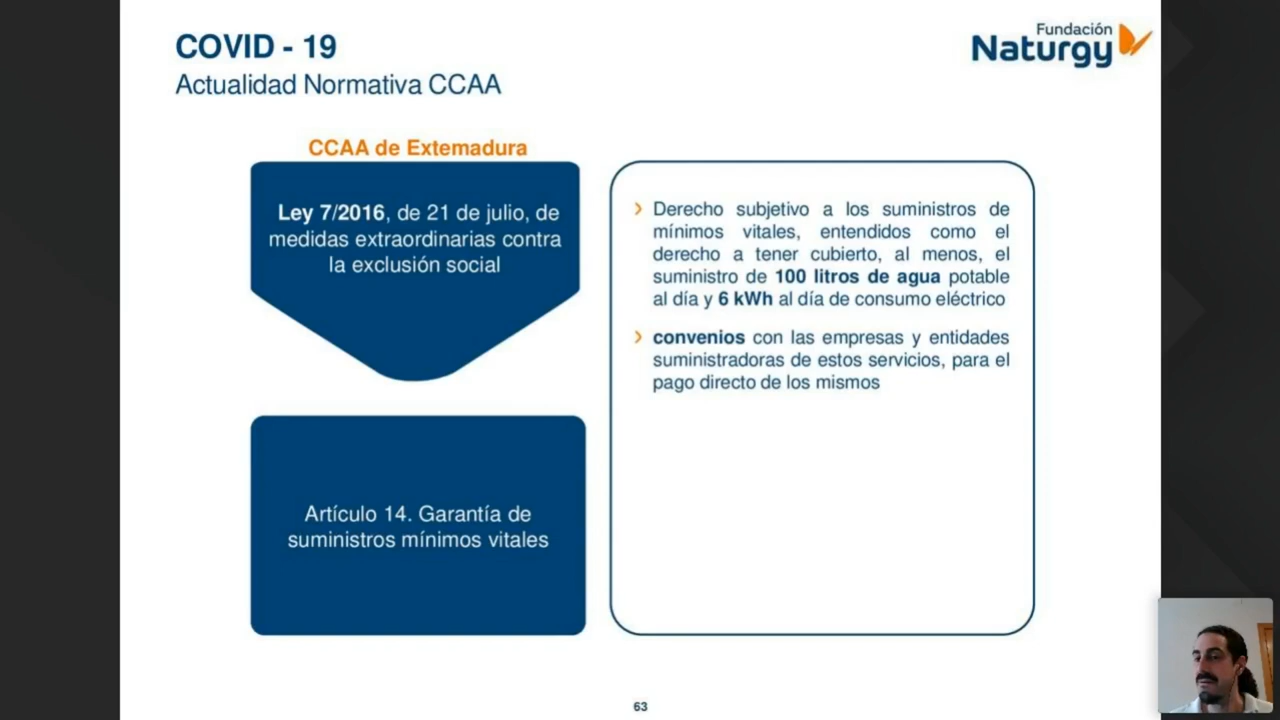 COVID - 19
Actualidad Normativa CCAA
Fundación
Naturgy
CCAA de Extemadura
Ley 7/2016, de 21 de julio, de
medidas extraordinarias contra
la exclusión social
Artículo 14. Garantía de
suministros mínimos vitales
› Derecho subjetivo a los suministros de
mínimos vitales, entendidos como el
derecho a tener cubierto, al menos, el
suministro de 100 litros de agua potable
al día y 6 kWh al día de consumo eléctrico
› convenios con las empresas y entidades
suministradoras de estos servicios, para el
pago directo de los mismos
63